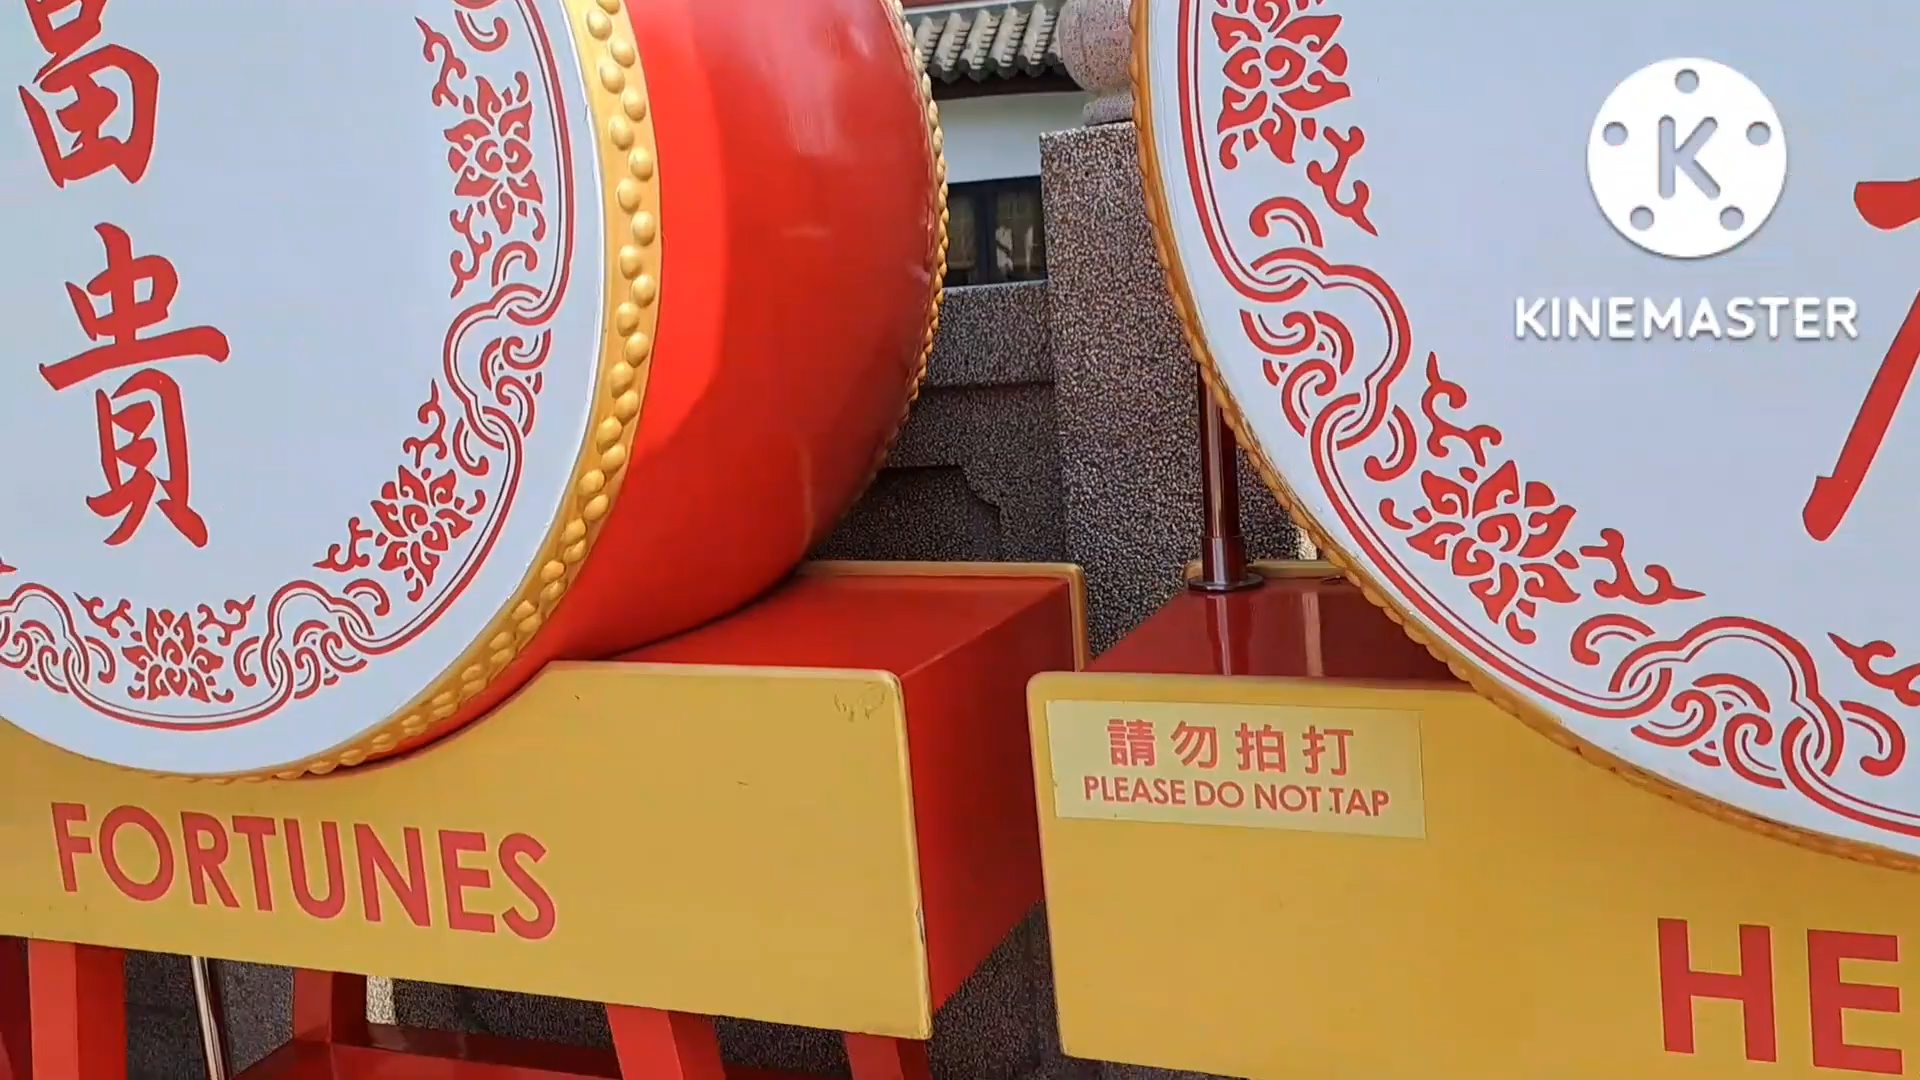 富
貴
K
KINEMASTER
請勿拍打
PLEASE DO NOT TAP
FORTUNES
HE